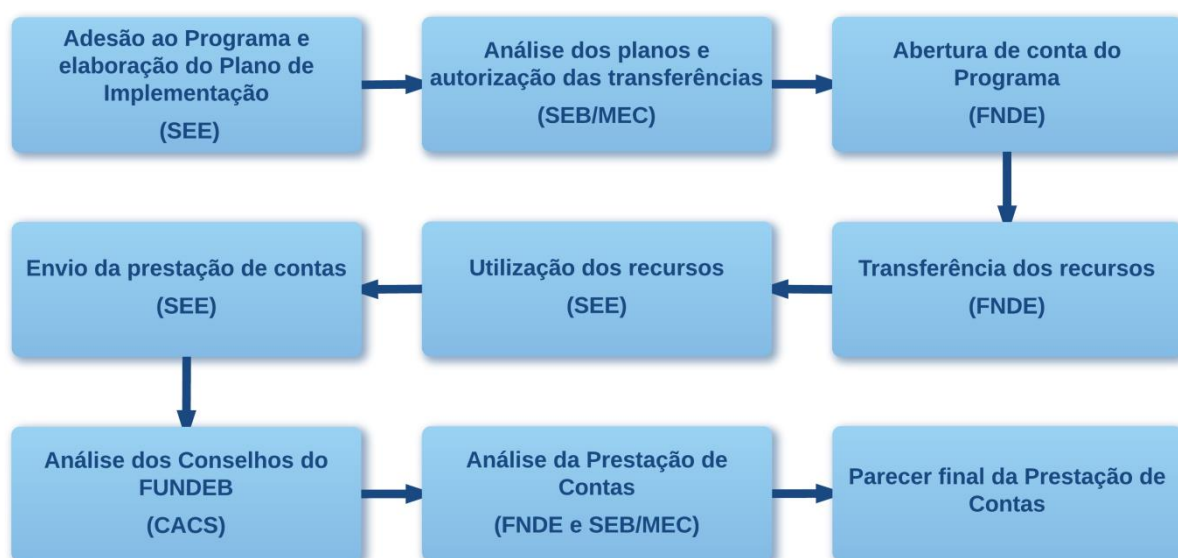 Adesão ao Programa e
elaboração do Plano de
Implementação
(SEE)
Análise dos planos e
autorização das transferências
(SEB/MEC)
Abertura de conta do
Programa
(FNDE)
Transferência dos recursos
(FNDE)
Utilização dos recursos
(SEE)
Envio da prestação de contas
(SEE)
Análise dos Conselhos do
FUNDEB
(CACS)
Análise da Prestação de
Contas
(FNDE e SEB/MEC)
Parecer final da Prestação de
Contas